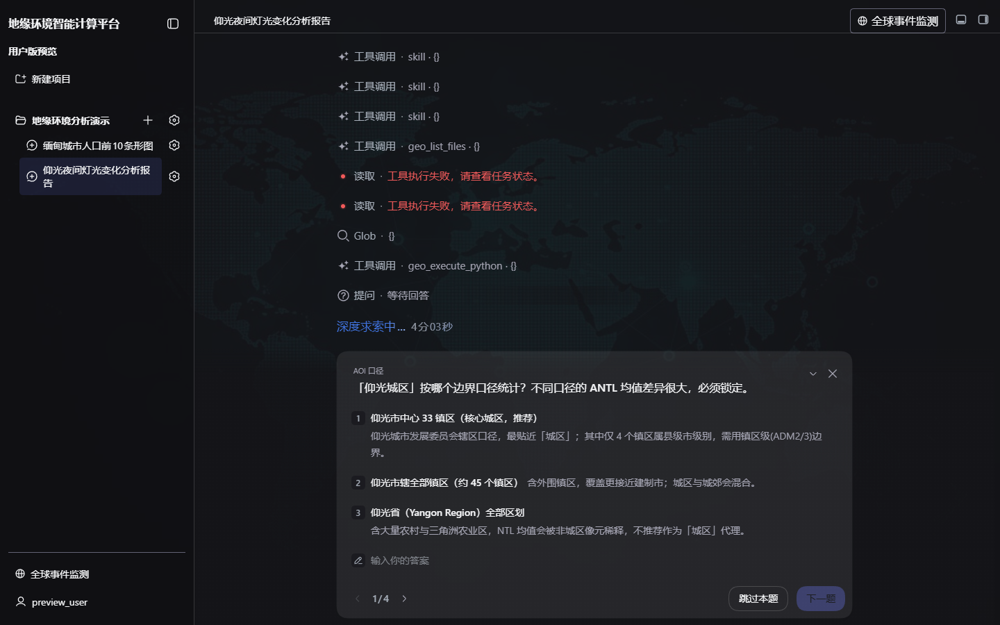 地缘环境智能计算平台
用户版预览
新建项目
地缘环境分析演示
缅甸城市人口前10条形图
仰光夜间灯光变化分析报
告
全球事件监测
preview_user
仰光夜间灯光变化分析报告
全球事件监测
工具调用 · skill · {}
工具调用 · skill · {}
工具调用 · skill · {}
工具调用 · geo_list_files · {}
读取 · 工具执行失败，请查看任务状态。
读取 · 工具执行失败，请查看任务状态。
Glob · {}
工具调用 · geo_execute_python · {}
提问 · 等待回答
深度求索中... 4分03秒
AOI 口径
「仰光城区」按哪个边界口径统计？不同口径的 ANTL 均值差异很大，必须锁定。
1 仰光市中心 33 镇区（核心城区，推荐）
仰光城市发展委员会辖区口径，最贴近「城区」；其中仅 4 个镇区属县级市级别，需用镇区级(ADM2/3)边
界。
2 仰光市辖全部镇区（约 45 个镇区） 含外围镇区，覆盖更接近建制市；城区与城郊会混合。
3 仰光省（Yangon Region）全部区划
含大量农村与三角洲农业区，NTL 均值会被非城区像元稀释，不推荐作为「城区」代理。
输入你的答案
1/4
跳过本题
下一题